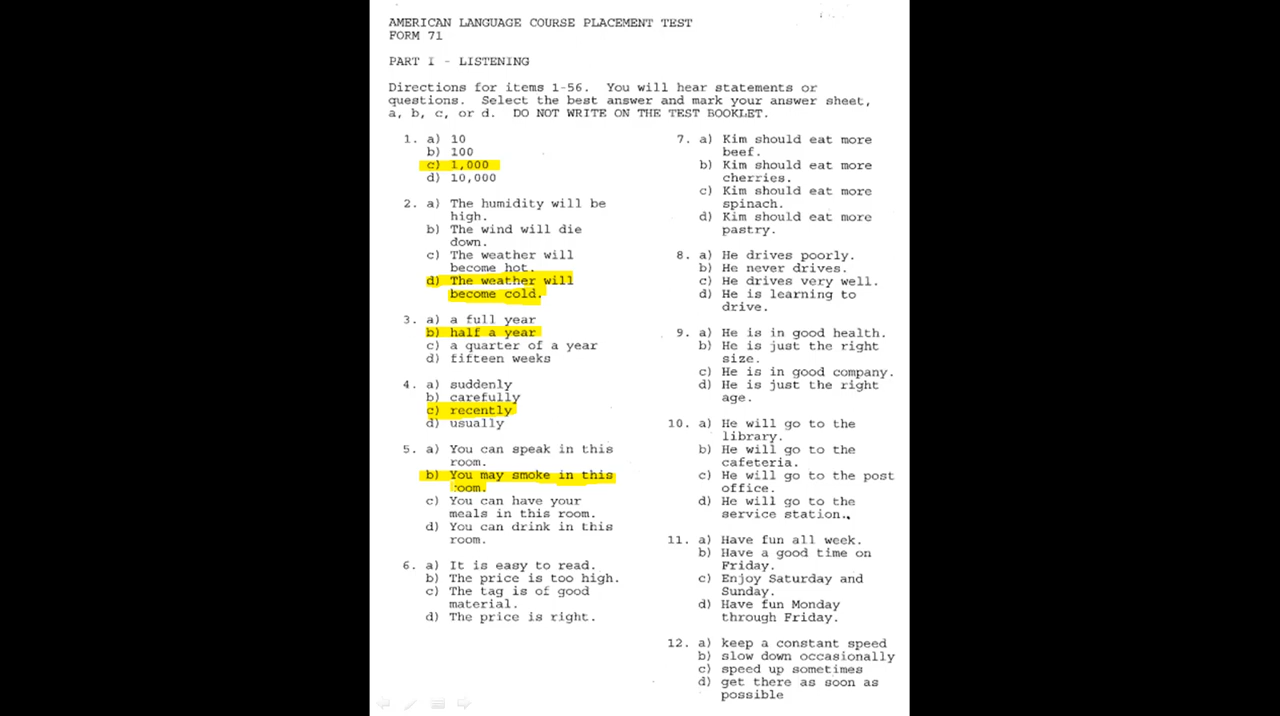 AMERICAN LANGUAGE COURSE PLACEMENT TEST
FORM 71
PART I - LISTENING
Directions for items 1-56. You will hear statements or
questions. Select the best answer and mark your answer sheet,
a, b, c, or d. DO NOT WRITE ON THE TEST BOOKLET.
1. a) 10
b) 100
c) 1,000
d) 10,000
2. a) The humidity will be
high.
b) The wind will die
down.
c) The weather will
become hot.
d) The weather will
become cold.
3. a) a full year
b) half a year
c) a quarter of a year
d) fifteen weeks
4. a) suddenly
b) carefully
c) recently
d) usually
5. a) You can speak in this
room.
b) You may smoke in this
room.
c) You can have your
meals in this room.
d) You can drink in this
room.
6. a) It is easy to read.
b) The price is too high.
c) The tag is of good
material.
d) The price is right.
7. a) Kim should eat more
beef.
b) Kim should eat more
cherries.
c) Kim should eat more
spinach.
d) Kim should eat more
pastry.
8. a) He drives poorly.
b) He never drives.
c) He drives very well.
d) He is learning to
drive.
9. a) He is in good health.
b) He is just the right
size.
c) He is in good company.
d) He is just the right
age.
10. a) He will go to the
library.
b) He will go to the
cafeteria.
c) He will go to the post
office.
d) He will go to the
service station.
11. a) Have fun all week.
b) Have a good time on
Friday.
c) Enjoy Saturday and
Sunday.
d) Have fun Monday
through Friday.
12. a) keep a constant speed
b) slow down occasionally
c) speed up sometimes
d) get there as soon as
possible